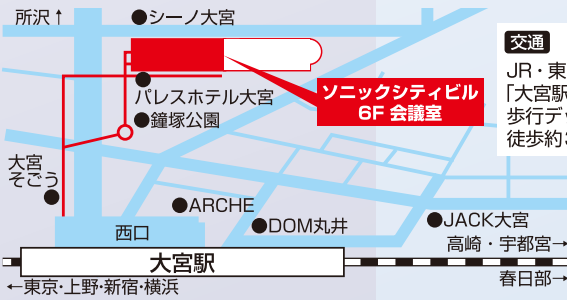 所沢↑
●シーノ大宮
交通
JR・東
「大宮駅
歩行デ
徒歩約
ソニックシティビル
6F 会議室
パレスホテル大宮
●鐘塚公園
大宮
そごう
●ARCHE
●DOM丸井
●JACK大宮
西口
高崎・宇都宮→
大宮駅
春日部→
←東京・上野・新宿・横浜